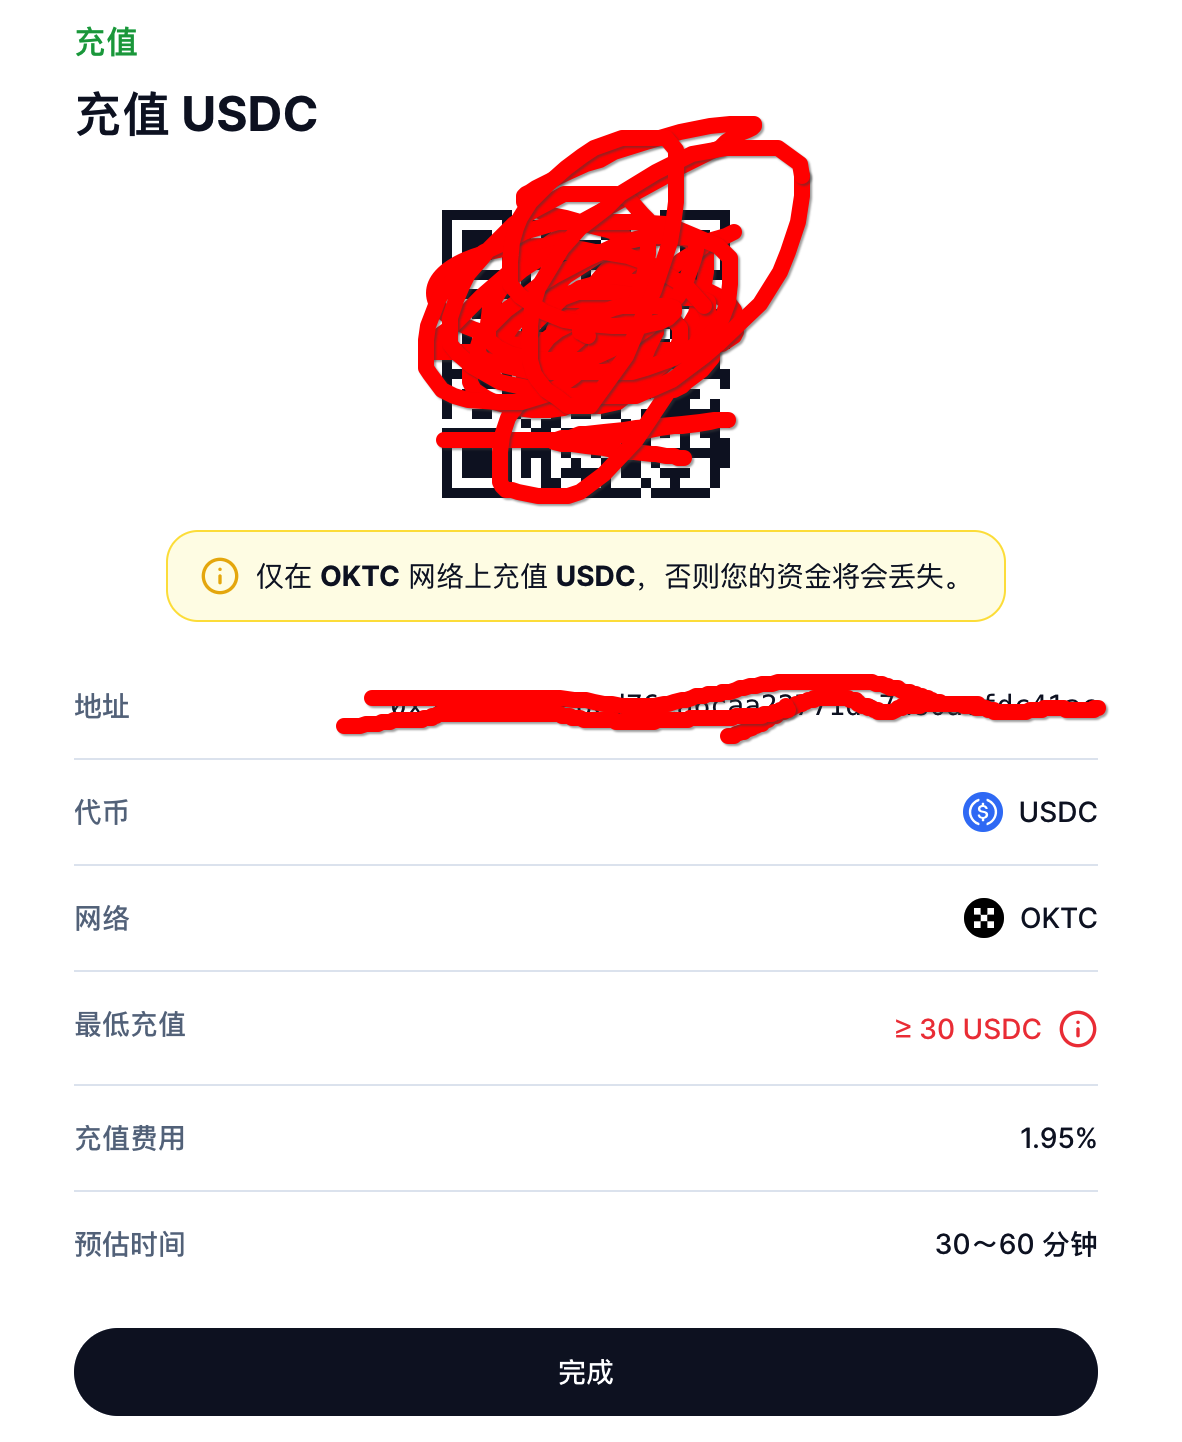 充值
充值 USDC
仅在 OKTC 网络上充值 USDC，否则您的资金将会丢失。
地址
代币 USDC
网络 OKTC
最低充值 ≥ 30 USDC
充值费用 1.95%
预估时间 30～60 分钟
完成